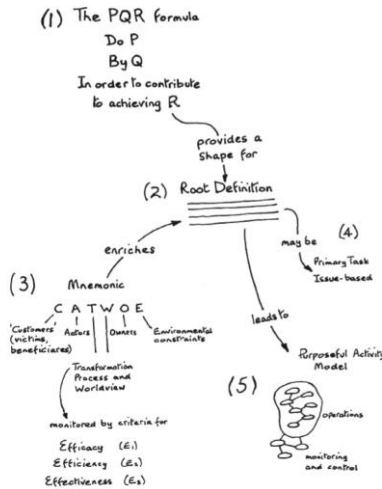 (1) The PQR formula
Do P
By Q
In order to contribute
to achieving R
provides a
shape for
(2) Root Definition
enriches
may be
(4)
Primary Task
Issue-based
(3)
Mnemonic
C A T W O E
'Customers'
(victims,
beneficiares)
Actors
Owners
Environmental
constraints
Transformation
Process and
Worldview
leads to
Purposeful Activity
Model
(5)
operations
monitoring
and control
monitored by criteria for
Efficacy (E₁)
Efficiency (E₂)
Effectiveness (E₃)